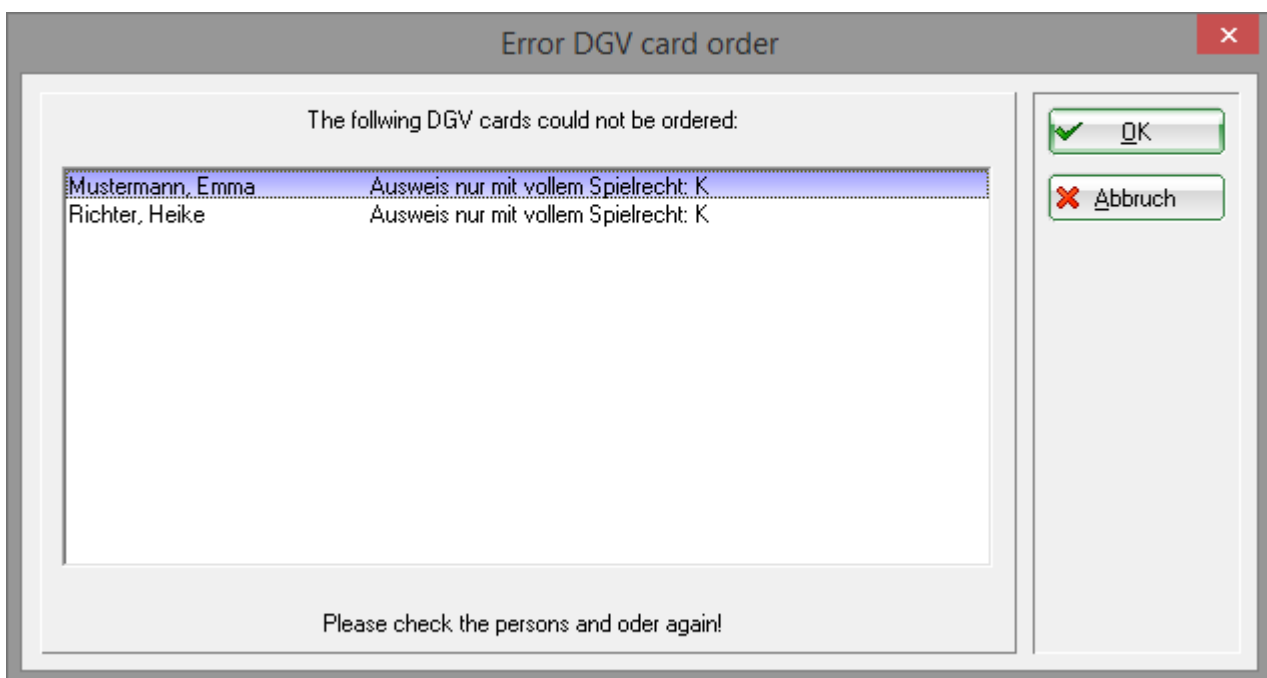 Error DGV card order
The follwing DGV cards could not be ordered:
Mustermann, Emma Ausweis nur mit vollem Spielrecht: K
Richter, Heike Ausweis nur mit vollem Spielrecht: K
Please check the persons and oder again!
OK
Abbruch